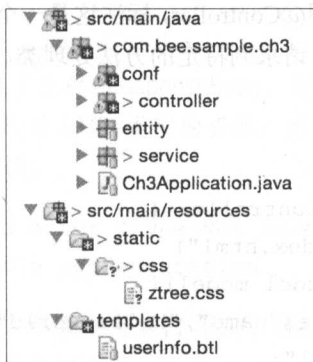 > src/main/java
> com.bee.sample.ch3
> conf
> controller
entity
> service
Ch3Application.java
> src/main/resources
> static
> css
ztree.css
templates
userInfo.btl